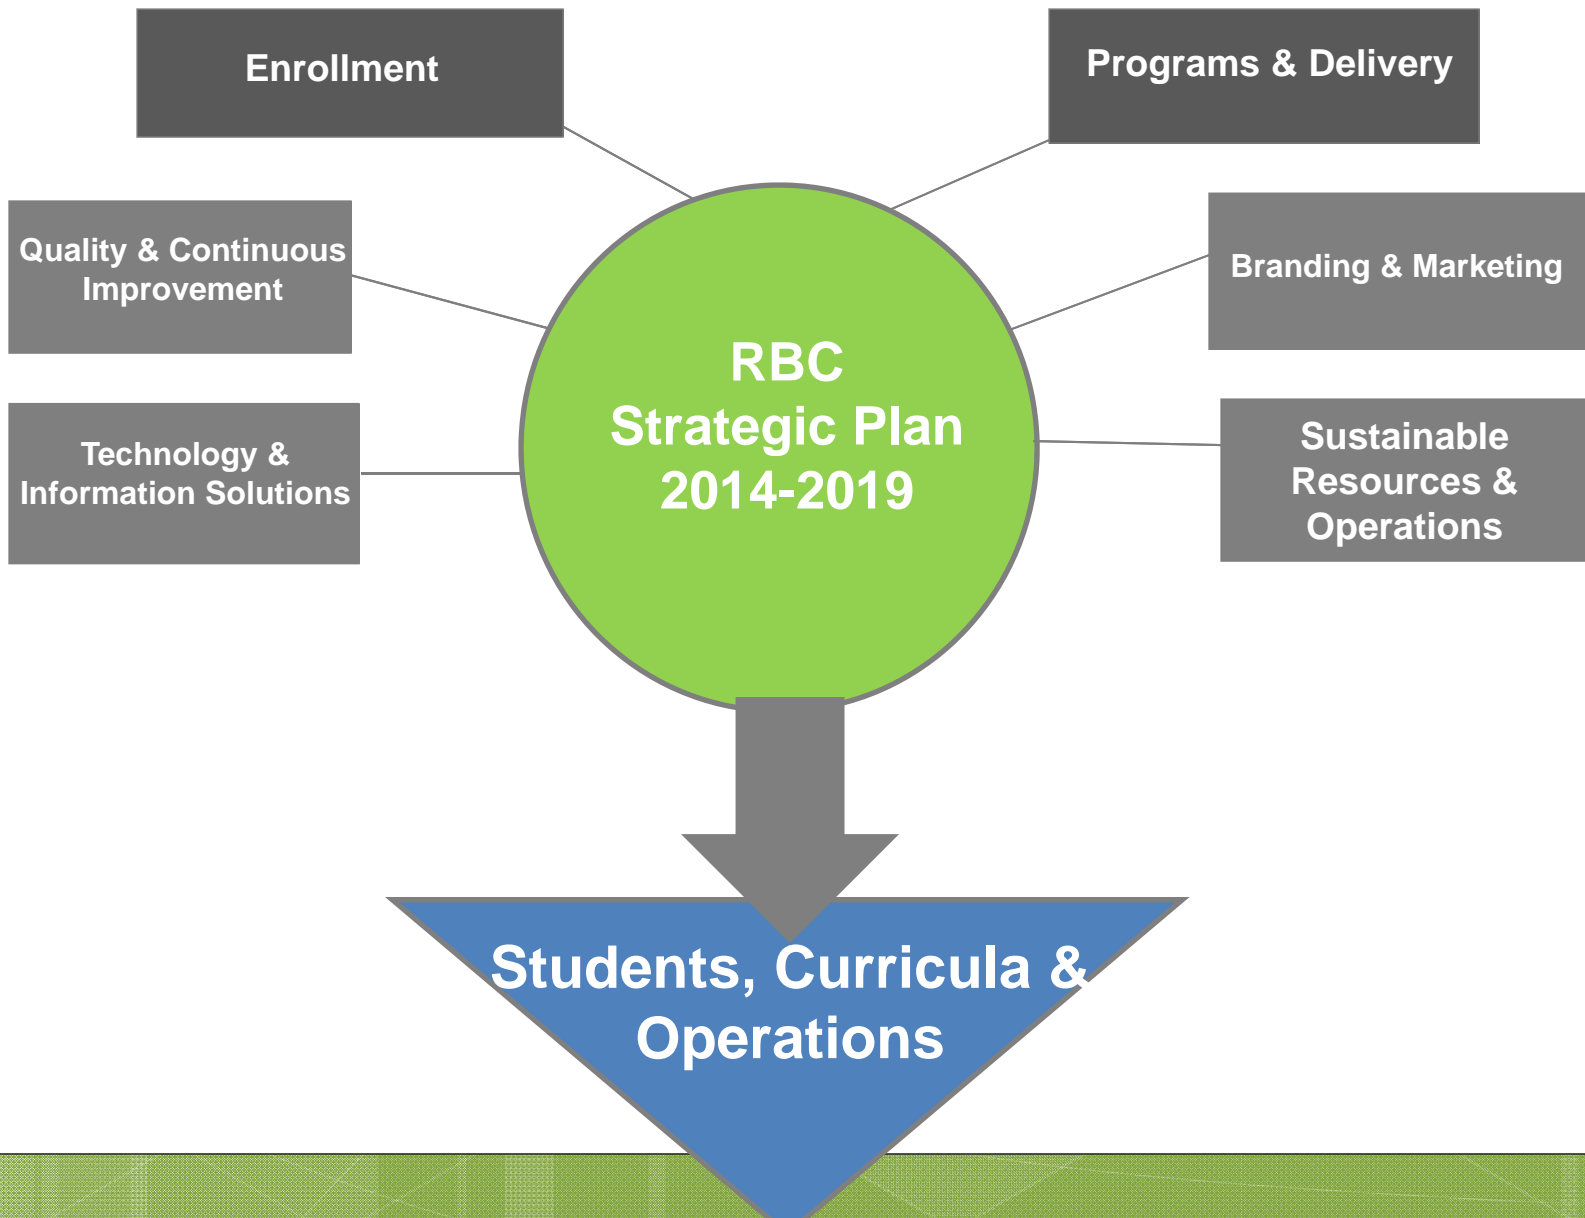 Enrollment
Programs & Delivery
Quality & Continuous
Improvement
Branding & Marketing
RBC
Strategic Plan
2014-2019
Technology &
Information Solutions
Sustainable
Resources &
Operations
Students, Curricula &
Operations